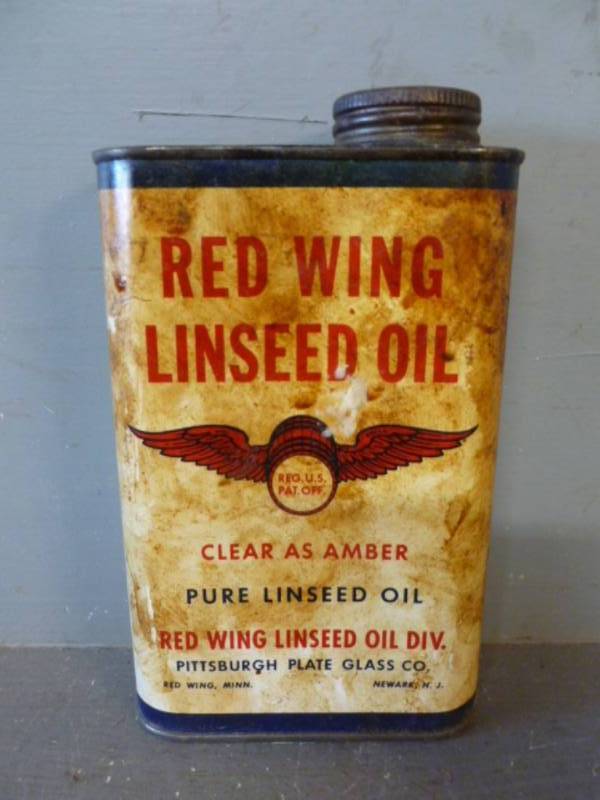 RED WING
LINSEED OIL
REG. U.S.
PAT. OFF.
CLEAR AS AMBER
PURE LINSEED OIL
RED WING LINSEED OIL DIV.
PITTSBURGH PLATE GLASS CO.
RED WING, MINN. NEWARK, N. J.